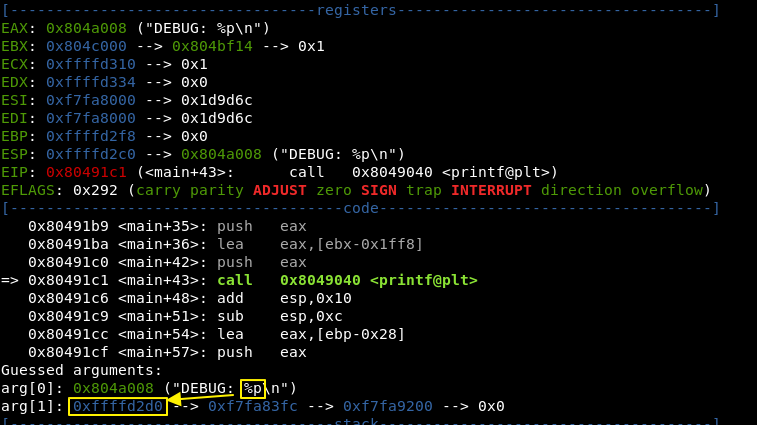 [-----------------------------------registers-----------------------------------]
EAX: 0x804a008 ("DEBUG: %p\n")
EBX: 0x804c000 --> 0x804bf14 --> 0x1
ECX: 0xffffd310 --> 0x1
EDX: 0xffffd334 --> 0x0
ESI: 0xf7fa8000 --> 0x1d9d6c
EDI: 0xf7fa8000 --> 0x1d9d6c
EBP: 0xffffd2f8 --> 0x0
ESP: 0xffffd2c0 --> 0x804a008 ("DEBUG: %p\n")
EIP: 0x80491c1 (<main+43>:      call   0x8049040 <printf@plt>)
EFLAGS: 0x292 (carry parity ADJUST zero SIGN trap INTERRUPT direction overflow)
[--------------------------------------code-------------------------------------]
   0x80491b9 <main+35>: push   eax
   0x80491ba <main+36>: lea    eax,[ebx-0x1ff8]
   0x80491c0 <main+42>: push   eax
=> 0x80491c1 <main+43>: call   0x8049040 <printf@plt>
   0x80491c6 <main+48>: add    esp,0x10
   0x80491c9 <main+51>: sub    esp,0xc
   0x80491cc <main+54>: lea    eax,[ebp-0x28]
   0x80491cf <main+57>: push   eax
Guessed arguments:
arg[0]: 0x804a008 ("DEBUG: %p\n")
arg[1]: 0xffffd2d0 --> 0xf7fa83fc --> 0xf7fa9200 --> 0x0
[-------------------------------------stack-------------------------------------]